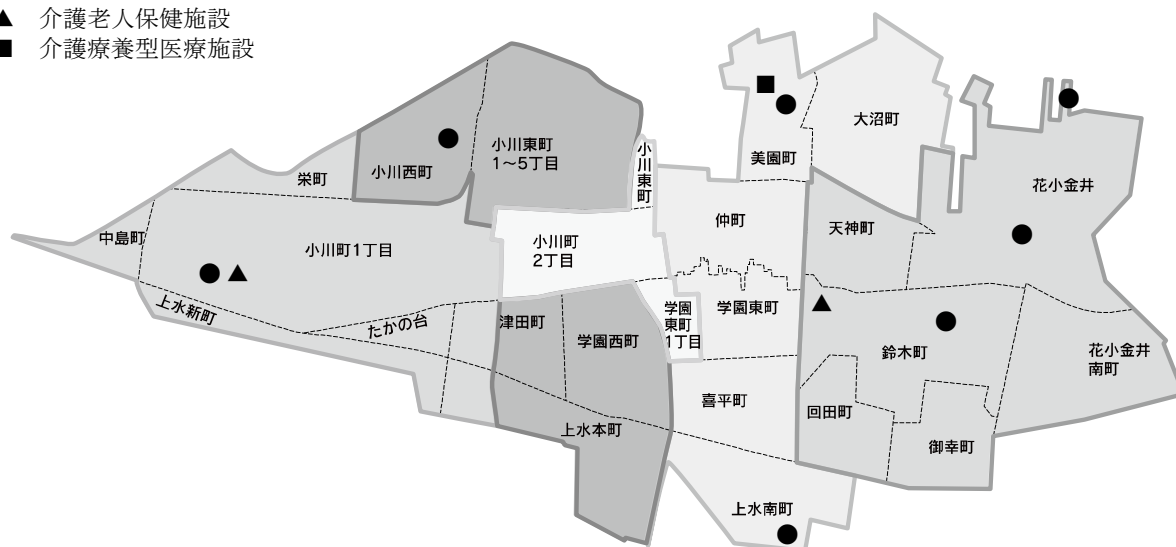 ▲ 介護老人保健施設
■ 介護療養型医療施設
大沼町
小川東町
1～5丁目
小川東町
美園町
小川西町
栄町
花小金井
仲町
天神町
中島町
小川町1丁目
小川町
2丁目
上水新町
たかの台
津田町
学園西町
学園
東町
1丁目
学園東町
鈴木町
花小金井
南町
喜平町
回田町
上水本町
御幸町
上水南町